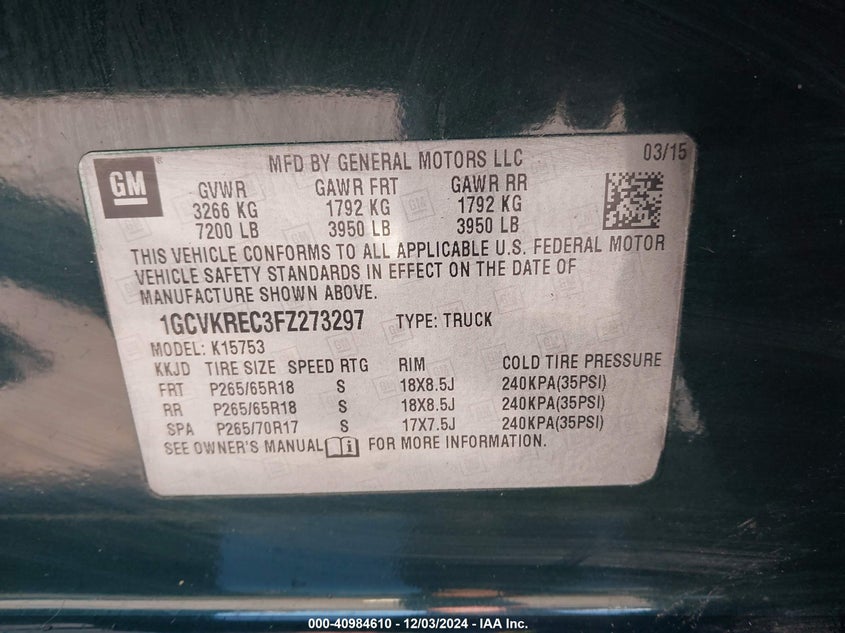 MFD BY GENERAL MOTORS LLC 03/15
GM
GVWR GAWR FRT GAWR RR
3266 KG 1792 KG 1792 KG
7200 LB 3950 LB 3950 LB
THIS VEHICLE CONFORMS TO ALL APPLICABLE U.S. FEDERAL MOTOR
VEHICLE SAFETY STANDARDS IN EFFECT ON THE DATE OF
MANUFACTURE SHOWN ABOVE.
1GCVKREC3FZ273297 TYPE: TRUCK
MODEL: K15753
KKJD TIRE SIZE SPEED RTG RIM COLD TIRE PRESSURE
FRT P265/65R18 S 18X8.5J 240KPA(35PSI)
RR P265/65R18 S 18X8.5J 240KPA(35PSI)
SPA P265/70R17 S 17X7.5J 240KPA(35PSI)
SEE OWNER'S MANUAL FOR MORE INFORMATION.
000-40984610 - 12/03/2024 - IAA Inc.